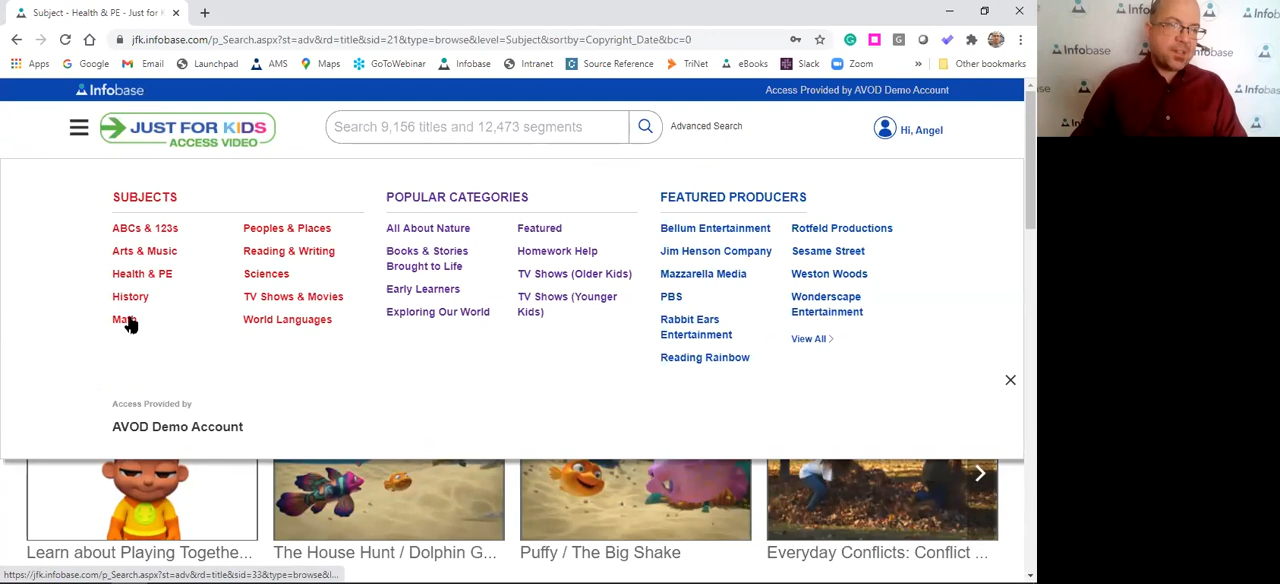 Subject - Health & PE - Just for K
jfk.infobase.com/p_Search.aspx?st=adv&rd=title&sid=21&type=browse&level=Subject&sortby=Copyright_Date&bc=0
Apps Google Email Launchpad AMS Maps GoToWebinar Infobase Intranet Source Reference TriNet eBooks Slack Zoom » Other bookmarks
Infobase
Access Provided by AVOD Demo Account
JUST FOR KIDS
ACCESS VIDEO
Search 9,156 titles and 12,473 segments
Advanced Search
Hi, Angel
SUBJECTS
ABCs & 123s
Arts & Music
Health & PE
History
Math
Peoples & Places
Reading & Writing
Sciences
TV Shows & Movies
World Languages
POPULAR CATEGORIES
All About Nature
Books & Stories
Brought to Life
Early Learners
Exploring Our World
Featured
Homework Help
TV Shows (Older Kids)
TV Shows (Younger
Kids)
FEATURED PRODUCERS
Bellum Entertainment
Jim Henson Company
Mazzarella Media
PBS
Rabbit Ears
Entertainment
Reading Rainbow
Rotfeld Productions
Sesame Street
Weston Woods
Wonderscape
Entertainment
View All
Access Provided by
AVOD Demo Account
Learn about Playing Togethe...
The House Hunt / Dolphin G...
Puffy / The Big Shake
Everyday Conflicts: Conflict ...
https://jfk.infobase.com/p_Search.aspx?st=adv&rd=title&sid=33&type=browse&l...
Infobase
Infobase